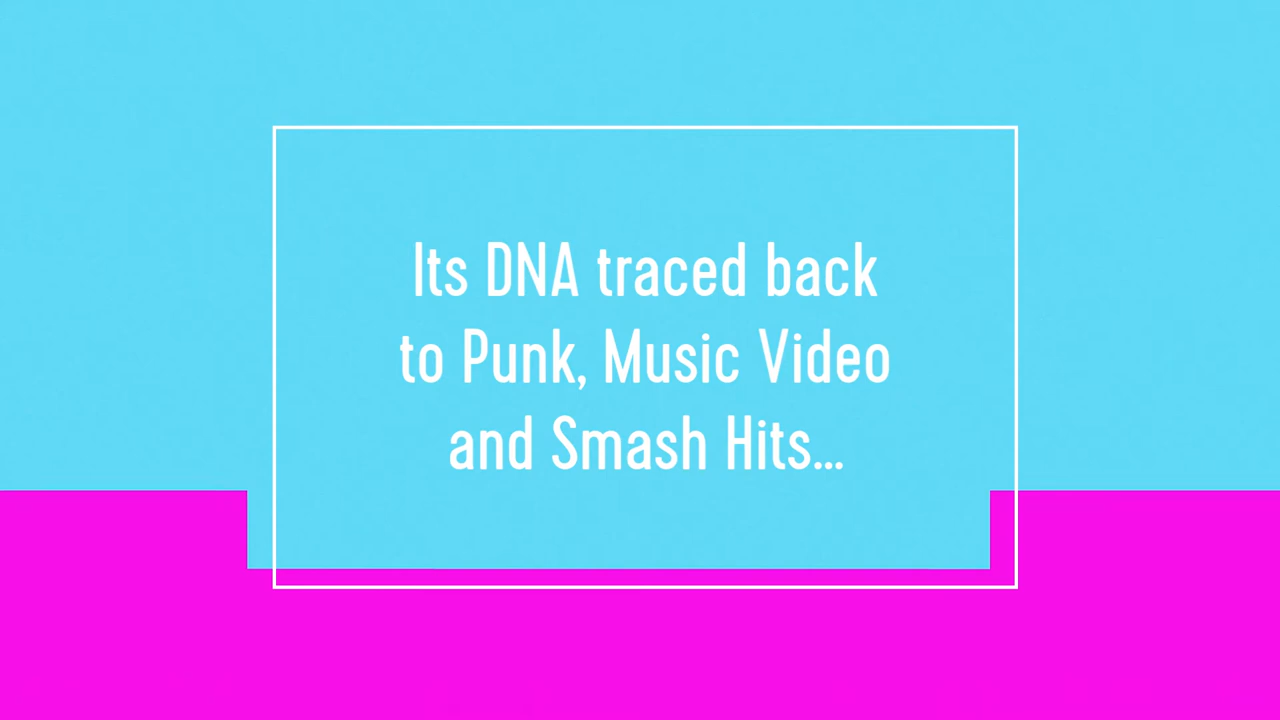 Its DNA traced back
to Punk, Music Video
and Smash Hits...